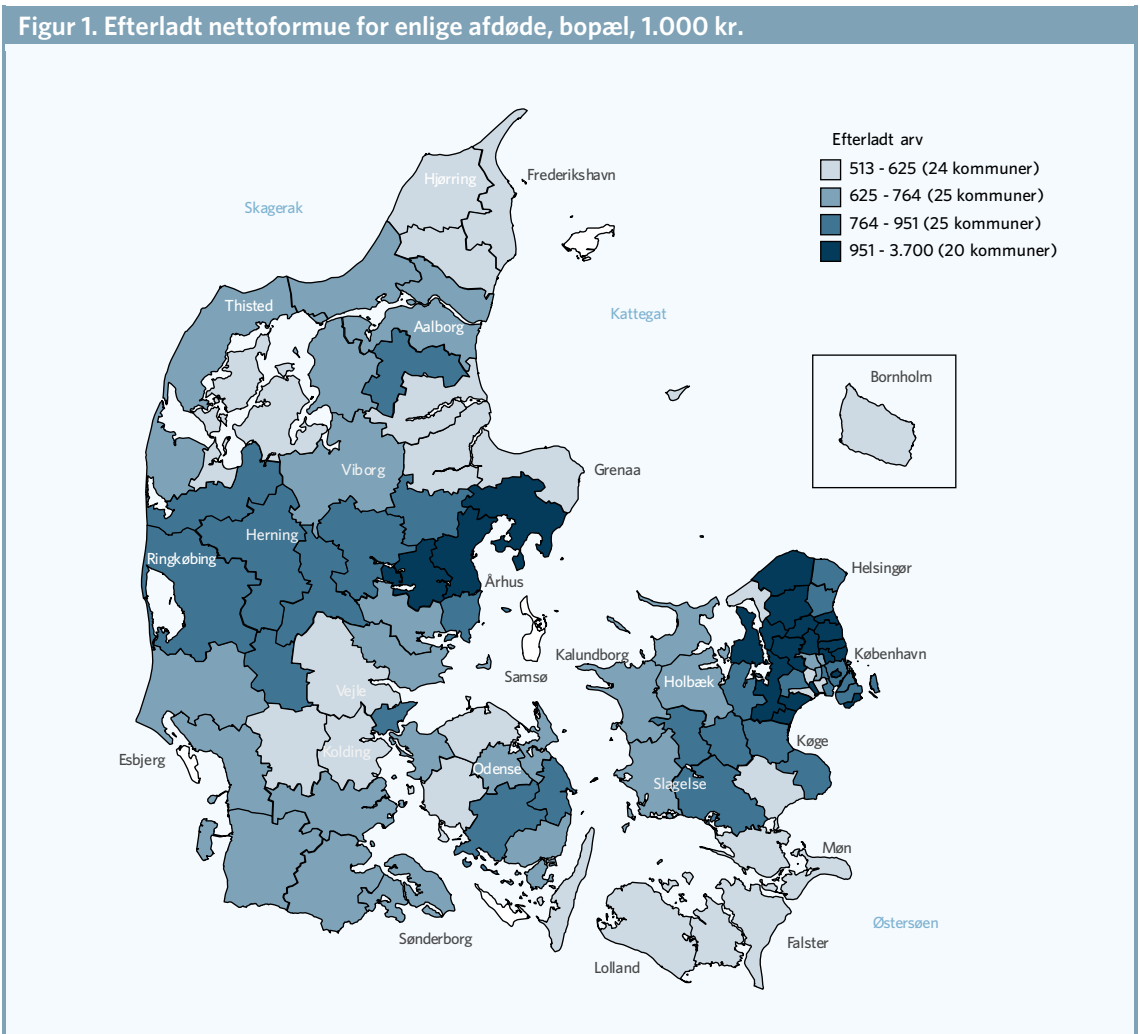 Figur 1. Efterladt nettoformue for enlige afdøde, bopæl, 1.000 kr.
Efterladt arv
513 - 625 (24 kommuner)
625 - 764 (25 kommuner)
764 - 951 (25 kommuner)
951 - 3.700 (20 kommuner)
Hjørring
Frederikshavn
Skagerak
Thisted
Kattegat
Aalborg
Bornholm
Viborg
Grenaa
Herning
Ringkøbing
Helsingør
Århus
Kalundborg
København
Samsø
Holbæk
Vejle
Køge
Esbjerg
Kolding
Odense
Slagelse
Møn
Østersøen
Sønderborg
Falster
Lolland